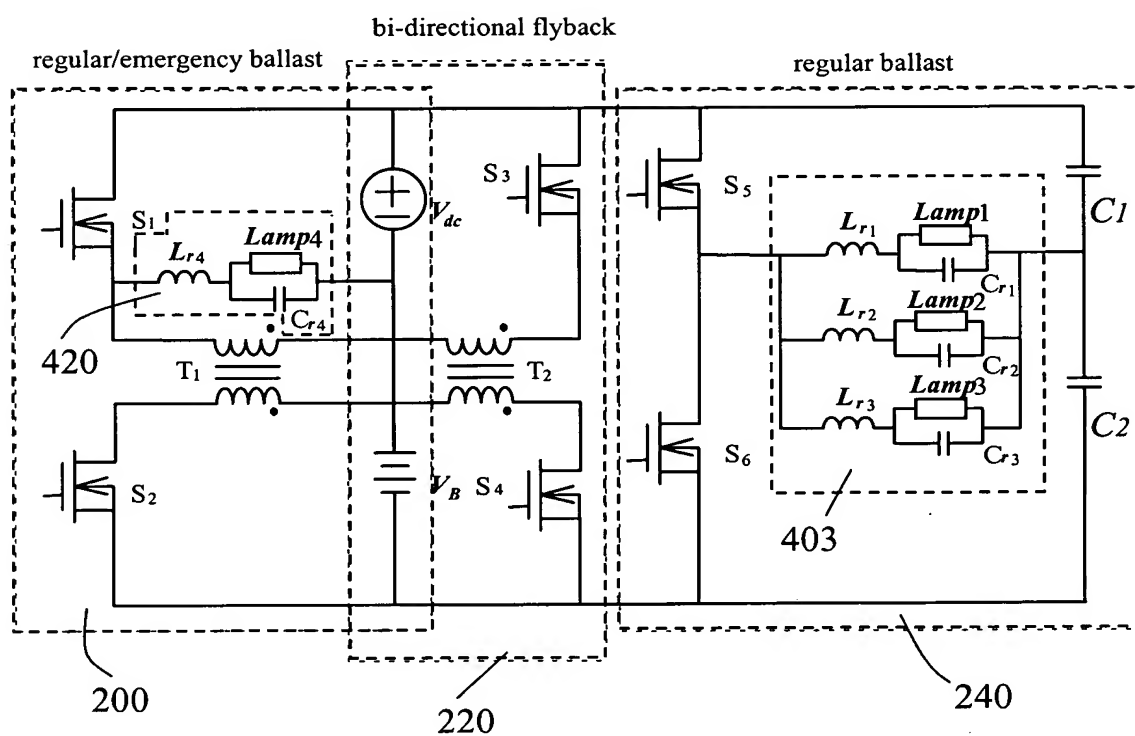 bi-directional flyback
regular/emergency ballast
regular ballast
S1
Lr4
Lamp4
Cr4
420
Vdc
S3
S5
Lr1
Lamp1
Cr1
C1
T1
T2
Lr2
Lamp2
Cr2
Lr3
Lamp3
Cr3
C2
S2
VB
S4
S6
403
200
220
240